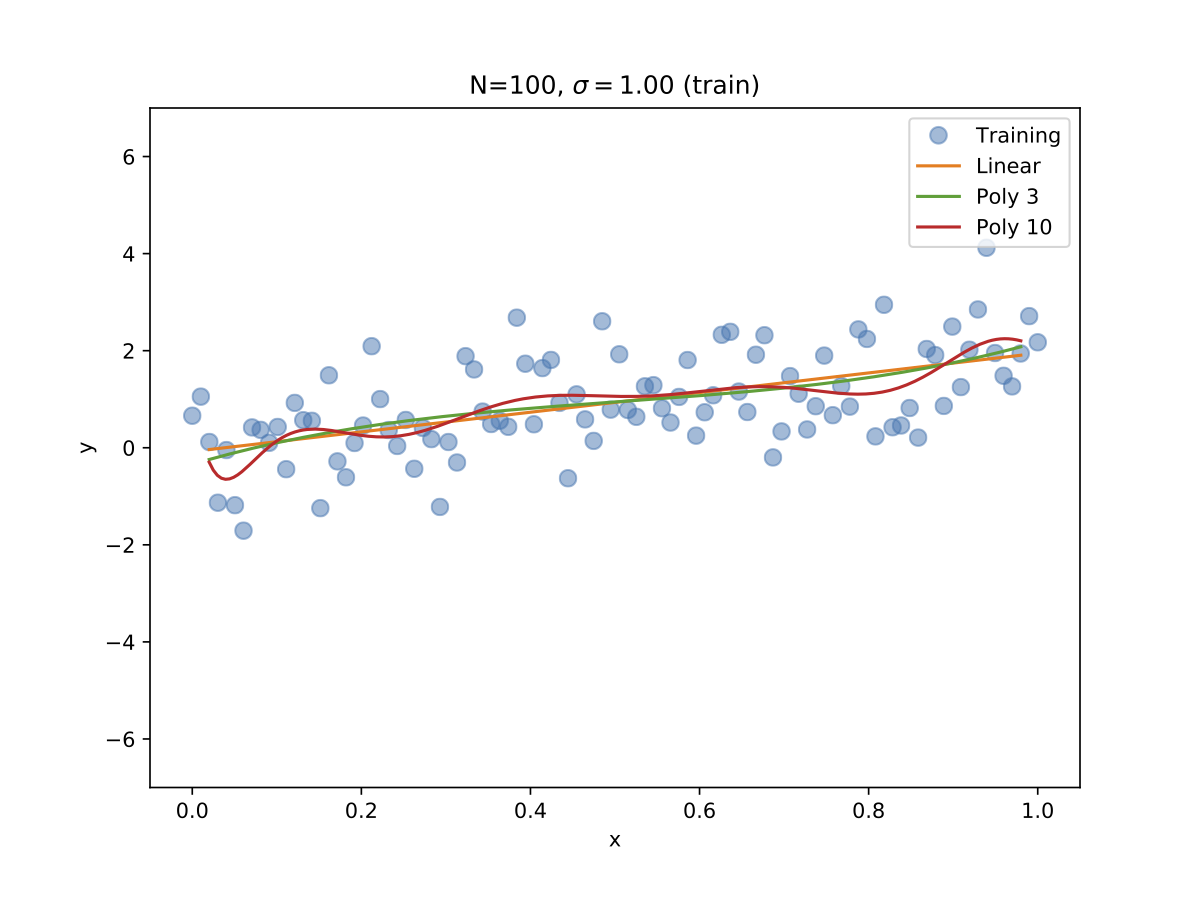 N=100, σ = 1.00 (train)
Training
Linear
Poly 3
Poly 10
6
4
2
0
−2
−4
−6
y
0.0 0.2 0.4 0.6 0.8 1.0
x